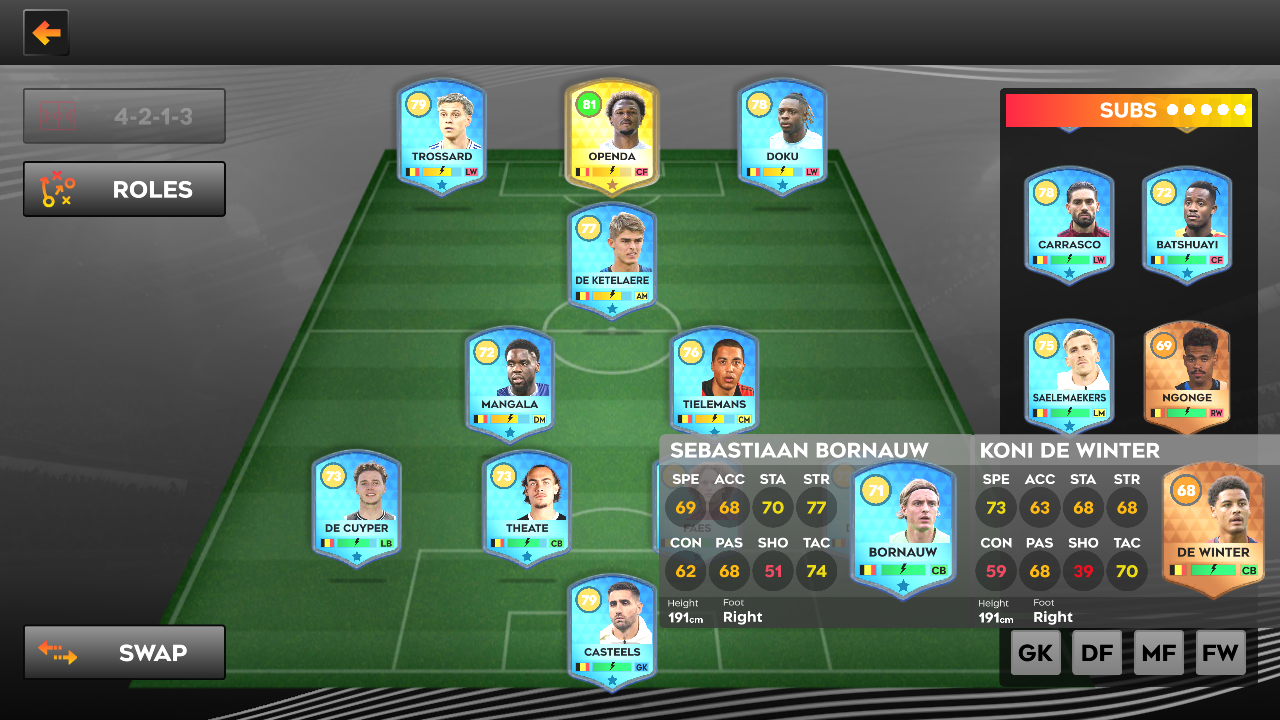 4-2-1-3
ROLES
SWAP
79
TROSSARD
LW
81
OPENDA
CF
78
DOKU
LW
77
DE KETELAERE
AM
72
MANGALA
DM
76
TIELEMANS
CM
73
DE CUYPER
LB
73
THEATE
CB
FAES
79
CASTEELS
GK
SUBS
78
CARRASCO
LW
72
BATSHUAYI
CF
75
SAELEMAEKERS
LM
69
NGONGE
RW
SEBASTIAAN BORNAUW
SPE ACC STA STR
69 68 70 77
CON PAS SHO TAC
62 68 51 74
Height Foot
191cm Right
71
BORNAUW
CB
KONI DE WINTER
SPE ACC STA STR
73 63 68 68
CON PAS SHO TAC
59 68 39 70
Height Foot
191cm Right
68
DE WINTER
CB
GK DF MF FW